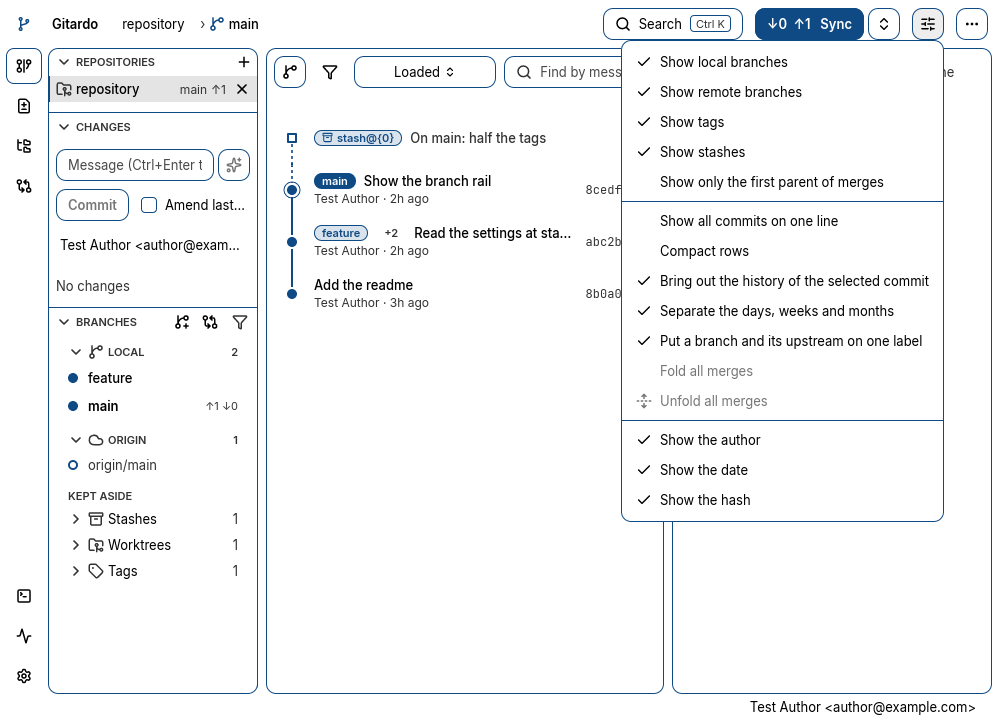 Gitardo repository › main Search Ctrl K ↓0 ↑1 Sync
REPOSITORIES
repository main ↑1
CHANGES
Message (Ctrl+Enter t
Commit Amend last...
Test Author <author@exam...
No changes
BRANCHES
LOCAL 2
feature
main ↑1 ↓0
ORIGIN 1
origin/main
KEPT ASIDE
Stashes 1
Worktrees 1
Tags 1
Loaded Find by mess
stash@{0} On main: half the tags
main Show the branch rail
Test Author · 2h ago 8cedf
feature +2 Read the settings at sta...
Test Author · 2h ago abc2b
Add the readme
Test Author · 3h ago 8b0a0
Show local branches
Show remote branches
Show tags
Show stashes
Show only the first parent of merges
Show all commits on one line
Compact rows
Bring out the history of the selected commit
Separate the days, weeks and months
Put a branch and its upstream on one label
Fold all merges
Unfold all merges
Show the author
Show the date
Show the hash
Test Author <author@example.com>